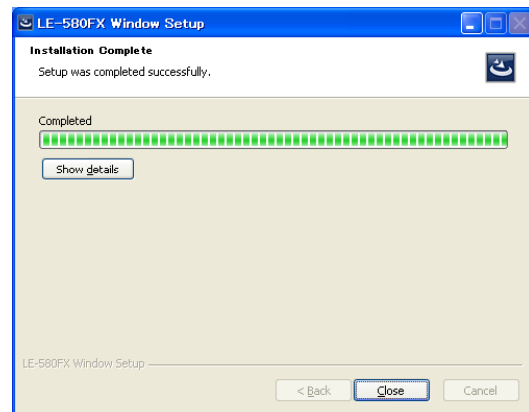 LE-580FX Window Setup
Installation Complete
Setup was completed successfully.
Completed
Show details
LE-580FX Window Setup
< Back Close Cancel